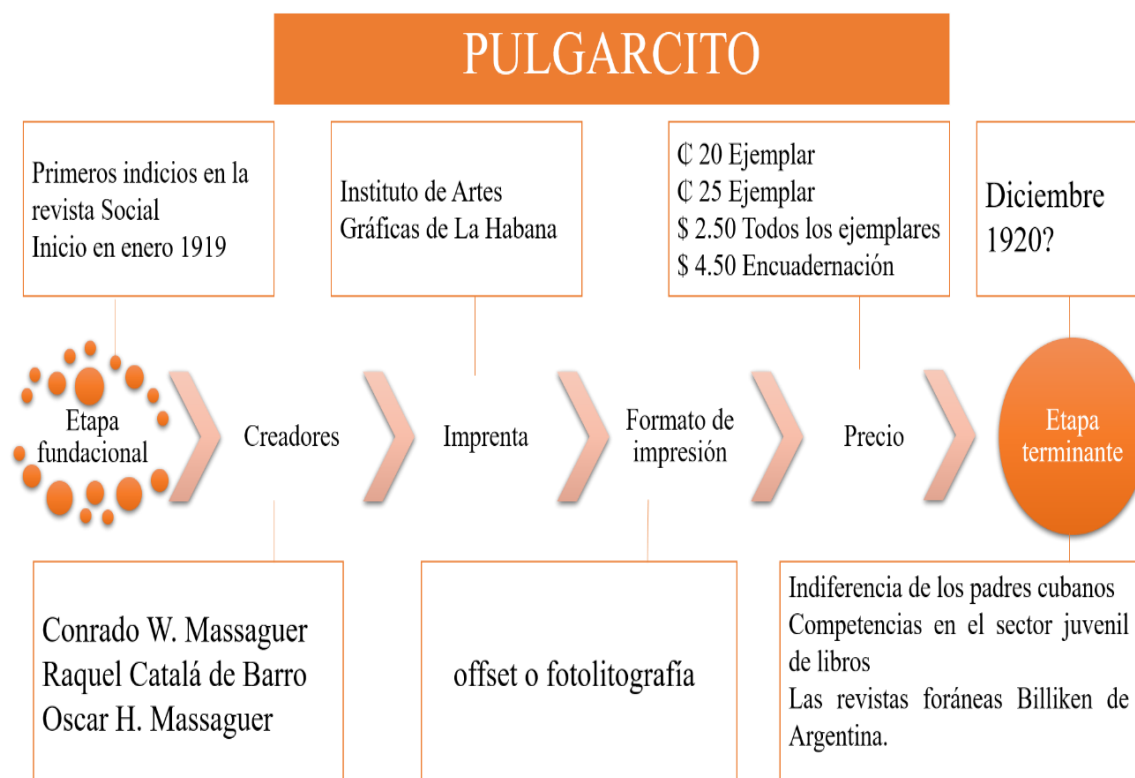 PULGARCITO
Primeros indicios en la
revista Social
Inicio en enero 1919
Instituto de Artes
Gráficas de La Habana
₵ 20 Ejemplar
₵ 25 Ejemplar
$ 2.50 Todos los ejemplares
$ 4.50 Encuadernación
Diciembre
1920?
Etapa
fundacional
Creadores
Imprenta
Formato de
impresión
Precio
Etapa
terminante
Conrado W. Massaguer
Raquel Catalá de Barro
Oscar H. Massaguer
offset o fotolitografía
Indiferencia de los padres cubanos
Competencias en el sector juvenil
de libros
Las revistas foráneas Billiken de
Argentina.